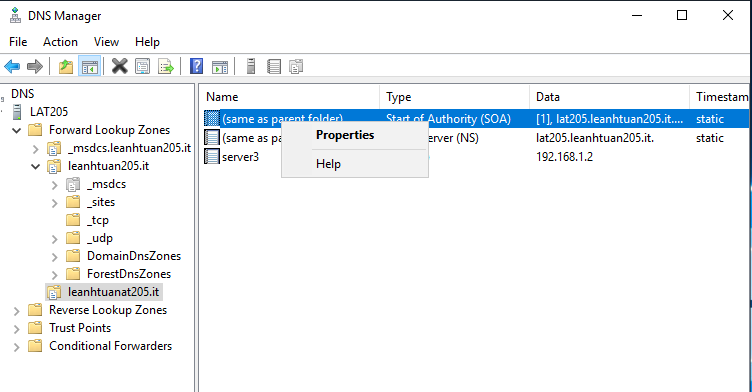 DNS Manager
File Action View Help
DNS
LAT205
Forward Lookup Zones
_msdcs.leanhtuan205.it
leanhtuan205.it
_msdcs
_sites
_tcp
_udp
DomainDnsZones
ForestDnsZones
leanhtuanat205.it
Reverse Lookup Zones
Trust Points
Conditional Forwarders
Name Type Data Timestam
(same as parent folder) Start of Authority (SOA) [1], lat205.leanhtuan205.it.... static
(same as pa erver (NS) lat205.leanhtuan205.it. static
server3 192.168.1.2
Properties
Help